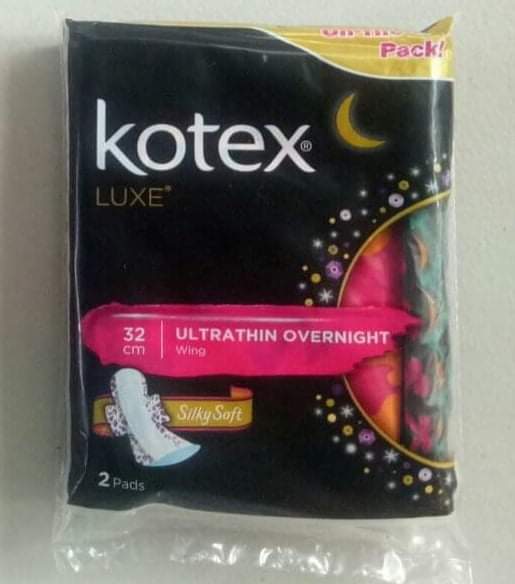 Pack!
kotex®
LUXE®
32 cm
ULTRATHIN OVERNIGHT
Wing
Silky Soft
2 Pads